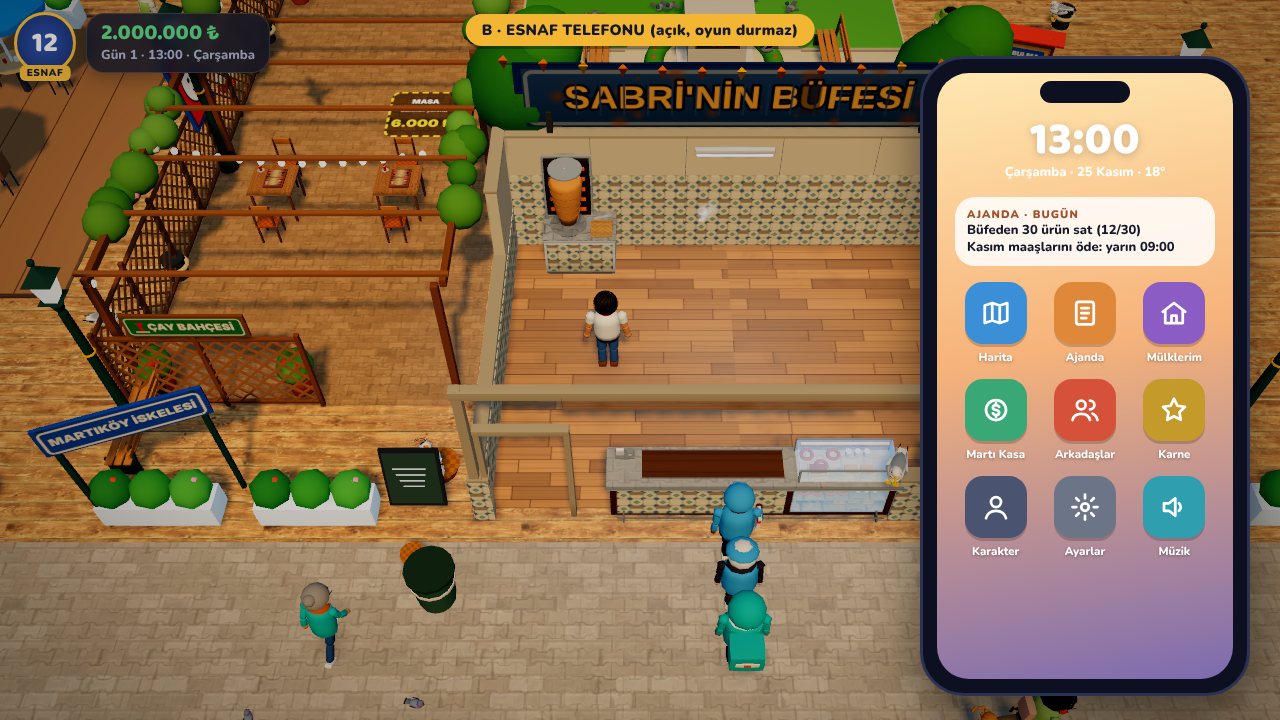 12
ESNAF
2.000.000 ₺
Gün 1 · 13:00 · Çarşamba
B · ESNAF TELEFONU (açık, oyun durmaz)
MASA
6.000
SABRİ'NİN BÜFESİ
ÇAY BAHÇESİ
MARTIKÖY İSKELESİ
13:00
Çarşamba · 25 Kasım · 18°
AJANDA · BUGÜN
Büfeden 30 ürün sat (12/30)
Kasım maaşlarını öde: yarın 09:00
Harita
Ajanda
Mülklerim
Martı Kasa
Arkadaşlar
Karne
Karakter
Ayarlar
Müzik